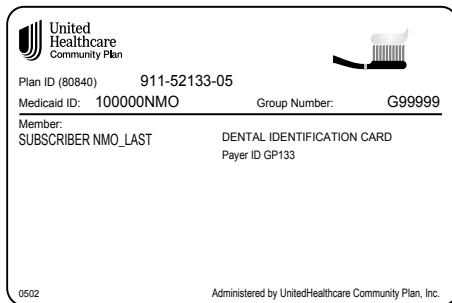 United
Healthcare
Community Plan
Plan ID (80840) 911-52133-05
Medicaid ID: 100000NMO Group Number: G99999
Member:
SUBSCRIBER NMO_LAST
DENTAL IDENTIFICATION CARD
Payer ID GP133
0502 Administered by UnitedHealthcare Community Plan, Inc.